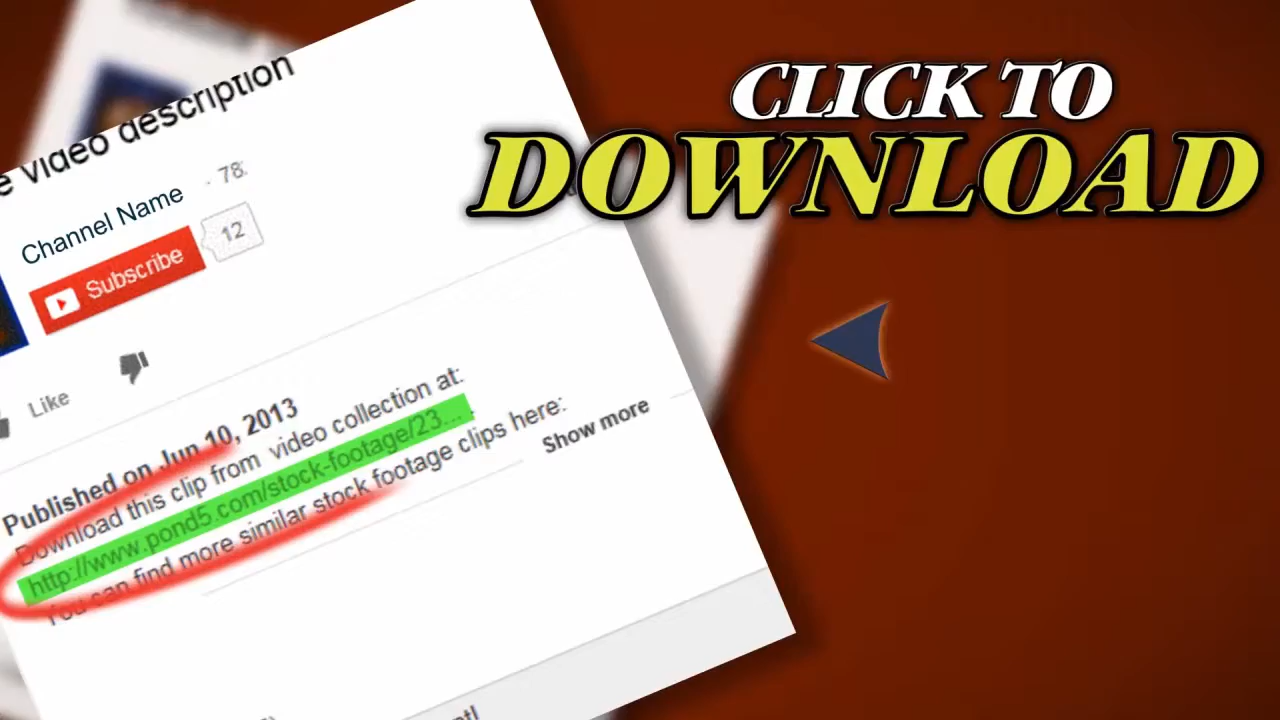 CLICK TO
DOWNLOAD
video description
Channel Name
Subscribe
12
Like
Published on Jun 10, 2013
Download this clip from video collection at:
http://www.pond5.com/stock-footage/23...
You can find more similar stock footage clips here:
Show more